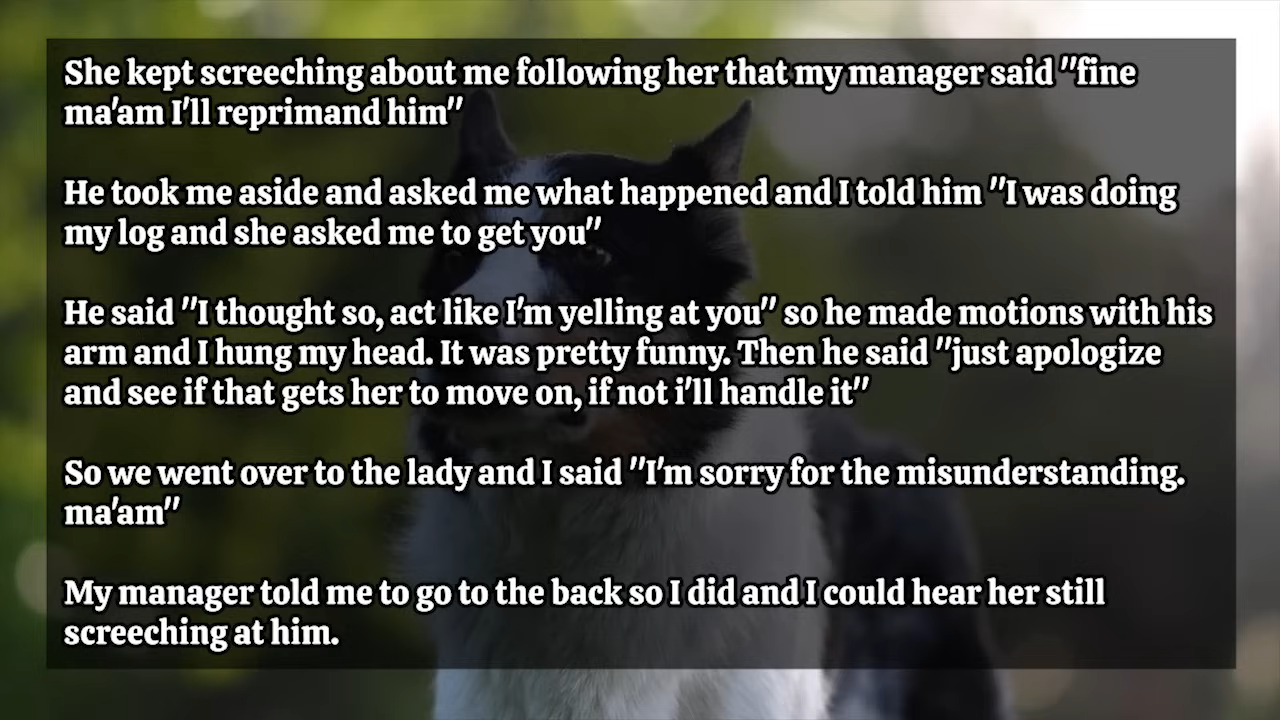 She kept screeching about me following her that my manager said "fine
ma'am I'll reprimand him"
He took me aside and asked me what happened and I told him "I was doing
my log and she asked me to get you"
He said "I thought so, act like I'm yelling at you" so he made motions with his
arm and I hung my head. It was pretty funny. Then he said "just apologize
and see if that gets her to move on, if not i'll handle it"
So we went over to the lady and I said "I'm sorry for the misunderstanding.
ma'am"
My manager told me to go to the back so I did and I could hear her still
screeching at him.